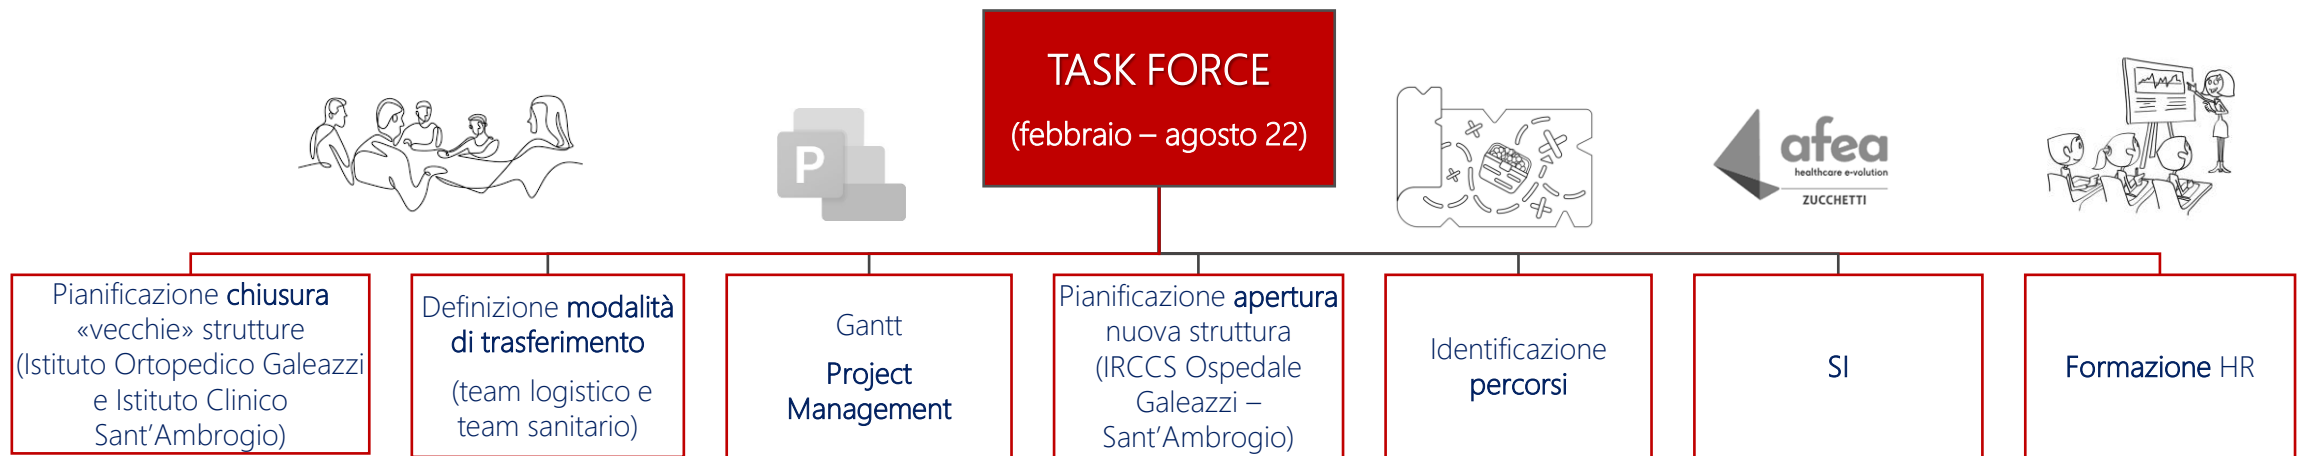 TASK FORCE
(febbraio – agosto 22)
P
afea
healthcare e-volution
ZUCCHETTI
Pianificazione chiusura
«vecchie» strutture
(Istituto Ortopedico Galeazzi
e Istituto Clinico
Sant'Ambrogio)
Definizione modalità
di trasferimento
(team logistico e
team sanitario)
Gantt
Project
Management
Pianificazione apertura
nuova struttura
(IRCCS Ospedale
Galeazzi –
Sant'Ambrogio)
Identificazione
percorsi
SI
Formazione HR